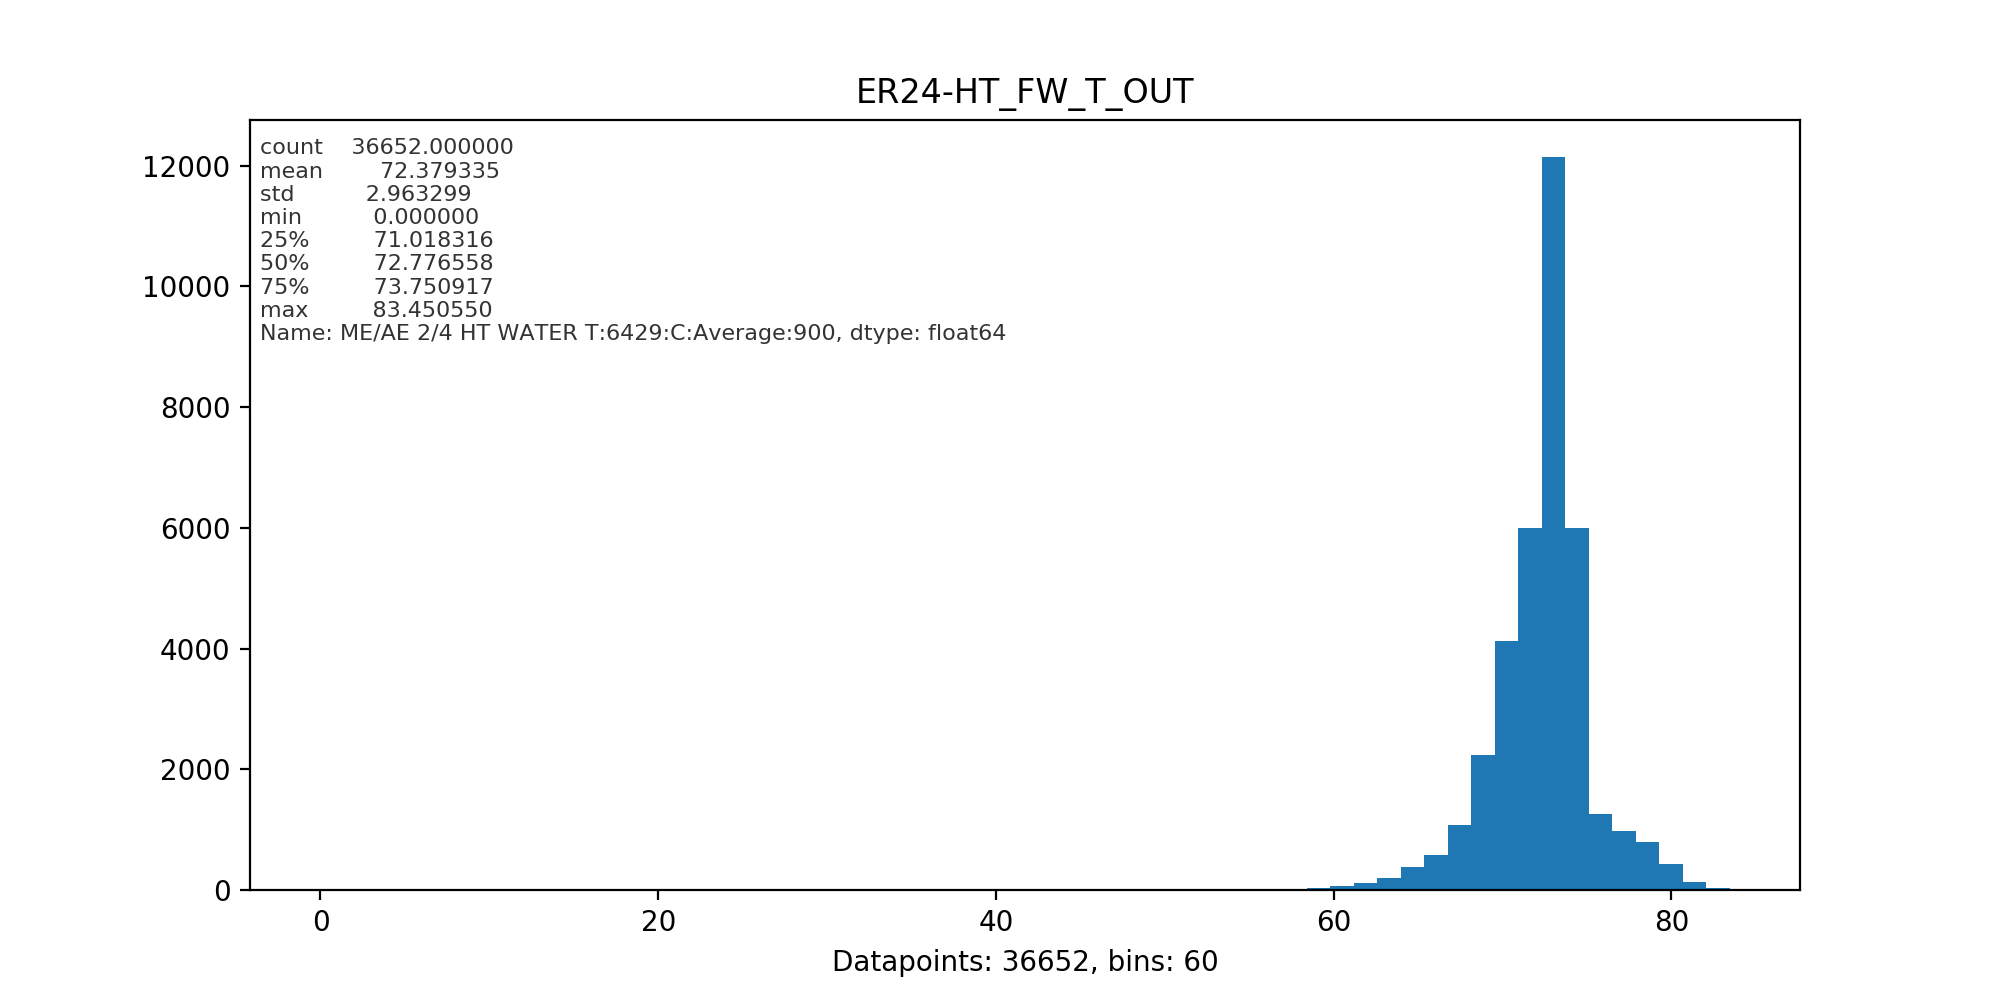 ER24-HT_FW_T_OUT
count 36652.000000
mean 72.379335
std 2.963299
min 0.000000
25% 71.018316
50% 72.776558
75% 73.750917
max 83.450550
Name: ME/AE 2/4 HT WATER T:6429:C:Average:900, dtype: float64
12000
10000
8000
6000
4000
2000
0
0 20 40 60 80
Datapoints: 36652, bins: 60